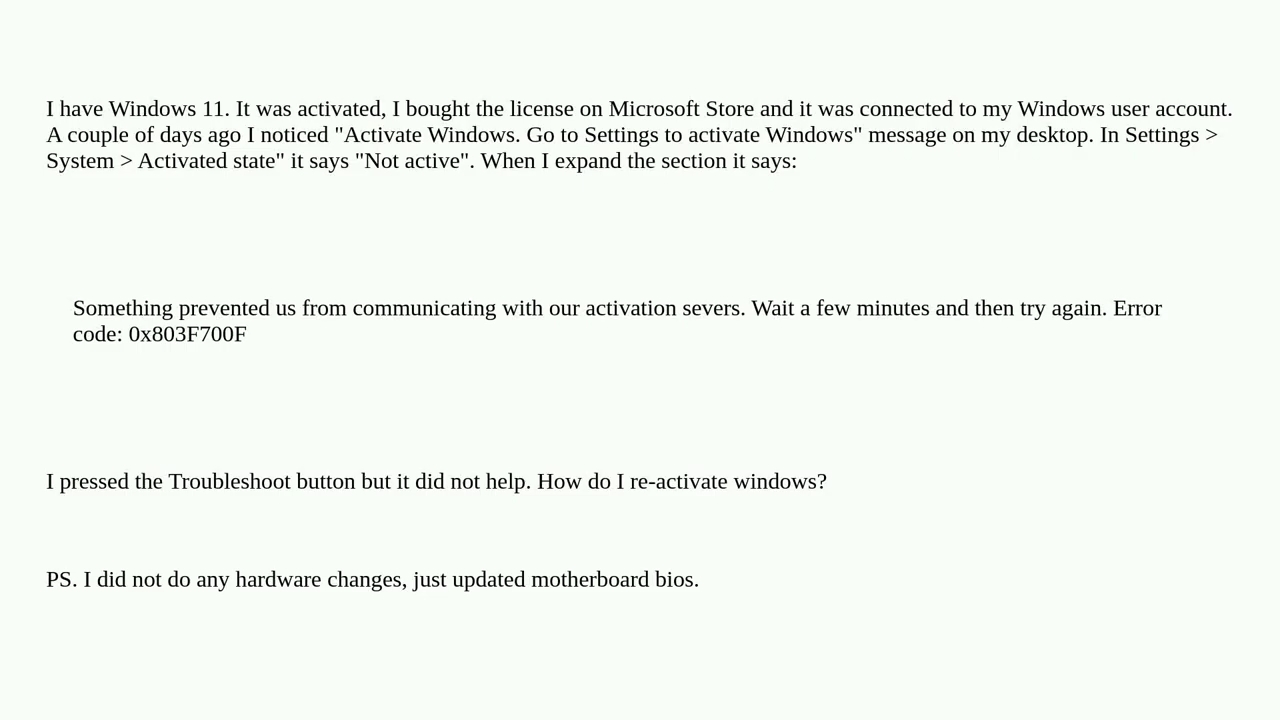 I have Windows 11. It was activated, I bought the license on Microsoft Store and it was connected to my Windows user account.
A couple of days ago I noticed "Activate Windows. Go to Settings to activate Windows" message on my desktop. In Settings >
System > Activated state" it says "Not active". When I expand the section it says:
Something prevented us from communicating with our activation severs. Wait a few minutes and then try again. Error
code: 0x803F700F
I pressed the Troubleshoot button but it did not help. How do I re-activate windows?
PS. I did not do any hardware changes, just updated motherboard bios.